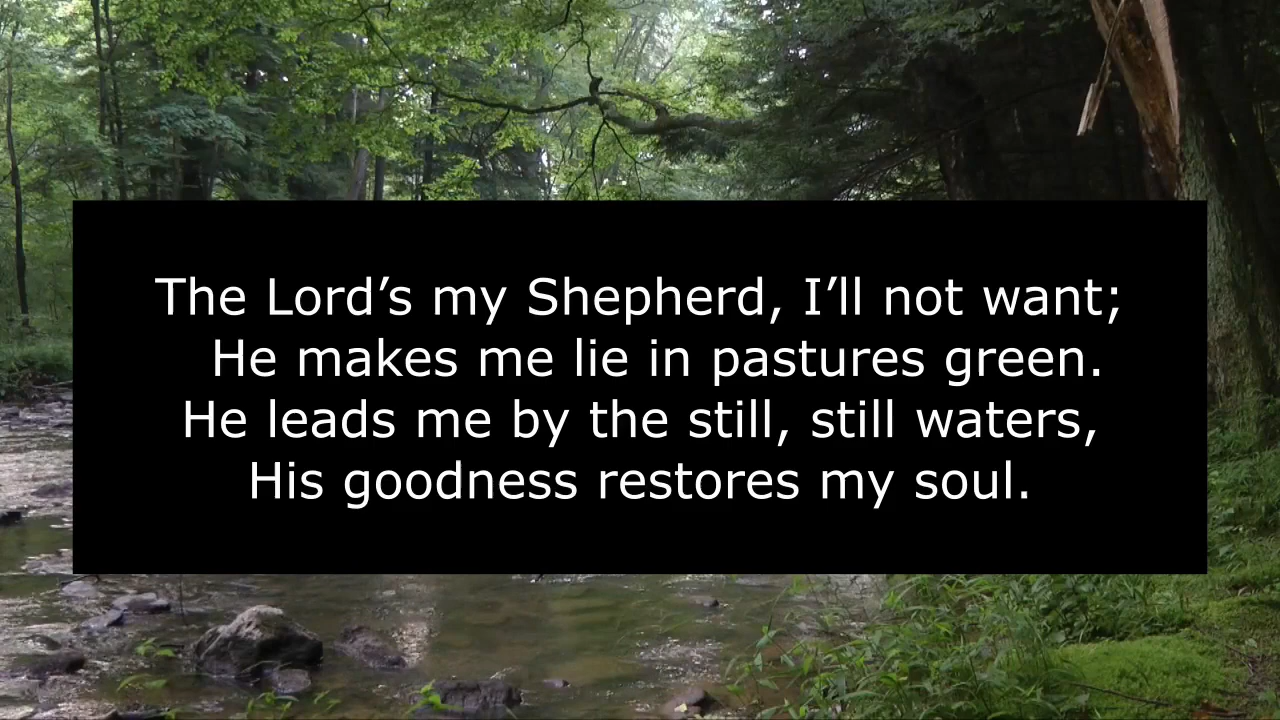 The Lord’s my Shepherd, I’ll not want;
He makes me lie in pastures green.
He leads me by the still, still waters,
His goodness restores my soul.